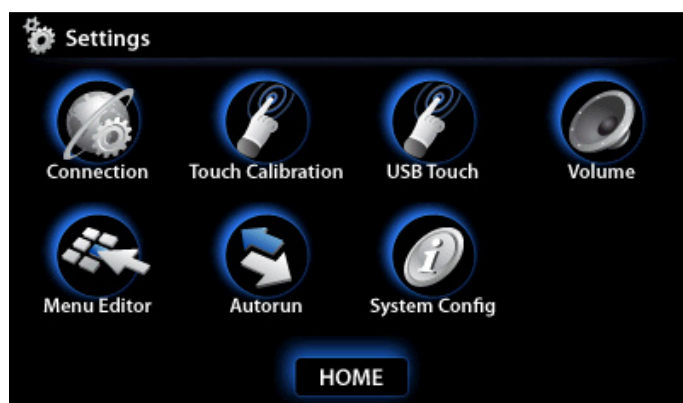 Settings
Connection
Touch Calibration
USB Touch
Volume
Menu Editor
Autorun
System Config
HOME